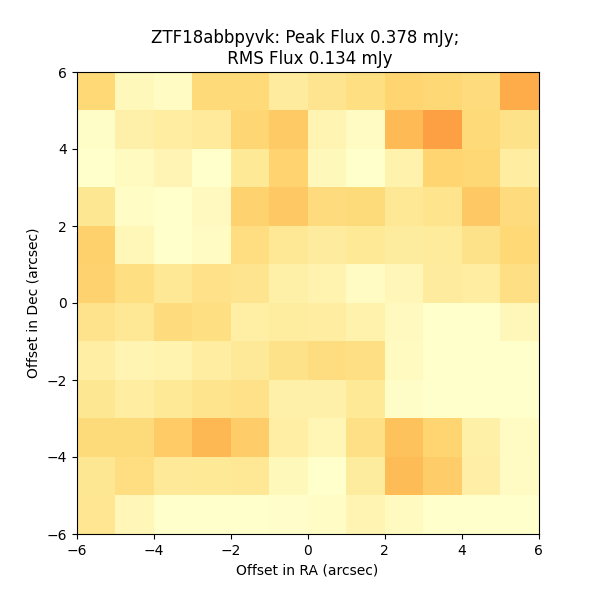 ZTF18abbpyvk: Peak Flux 0.378 mJy;
RMS Flux 0.134 mJy
6
4
2
0
−2
−4
−6
Offset in Dec (arcsec)
−6 −4 −2 0 2 4 6
Offset in RA (arcsec)